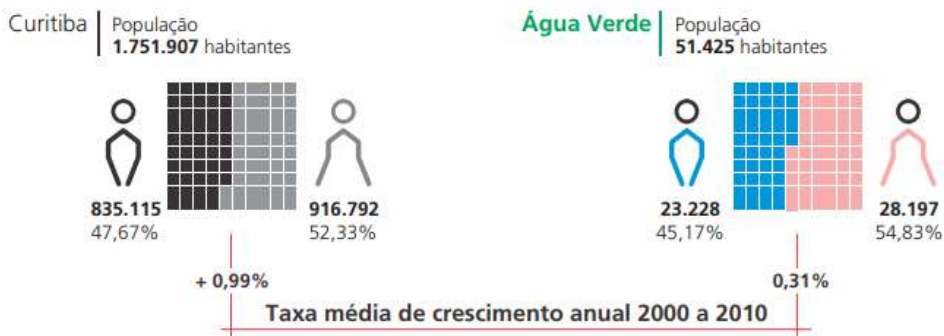 Curitiba
População
1.751.907 habitantes
835.115
47,67%
916.792
52,33%
Água Verde
População
51.425 habitantes
23.228
45,17%
28.197
54,83%
+ 0,99%
0,31%
Taxa média de crescimento anual 2000 a 2010